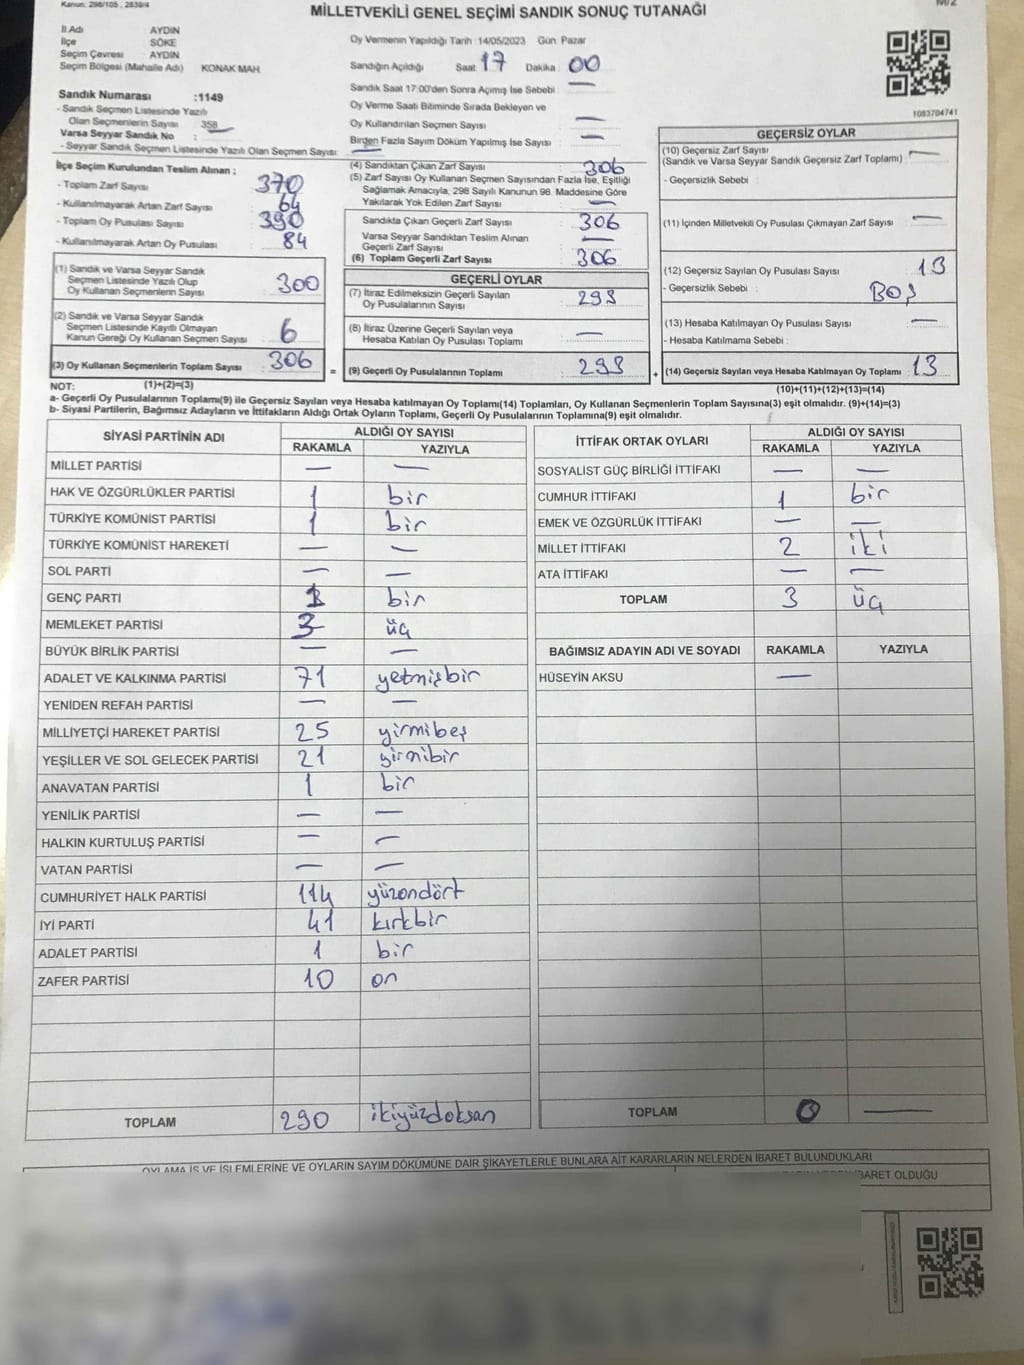 Kanun: 298/105 , 2839/4
MİLLETVEKİLİ GENEL SEÇİMİ SANDIK SONUÇ TUTANAĞI
İl Adı : AYDIN
İlçe : SÖKE
Seçim Çevresi : AYDIN
Seçim Bölgesi (Mahalle Adı) KONAK MAH.
Sandık Numarası :1149
- Sandık Seçmen Listesinde Yazılı
Olan Seçmenlerin Sayısı : 358
Varsa Seyyar Sandık No :
- Seyyar Sandık Seçmen Listesinde Yazılı Olan Seçmen Sayısı: —
Oy Vermenin Yapıldığı Tarih :14/05/2023 Gün: Pazar
Sandığın Açıldığı Saat 17 Dakika : 00
Sandık Saat 17:00'den Sonra Açımış İse Sebebi : —
Oy Verme Saati Bitiminde Sırada Bekleyen ve
Oy Kullandırılan Seçmen Sayısı —
Birden Fazla Sayım Döküm Yapılmış İse Sayısı : —
1083704741
İlçe Seçim Kurulundan Teslim Alınan ;
- Toplam Zarf Sayısı : 370
- Kullanılmayarak Artan Zarf Sayısı : 64
- Toplam Oy Pusulası Sayısı : 390
- Kullanılmayarak Artan Oy Pusulası : 84
(1) Sandık ve Varsa Seyyar Sandık
Seçmen Listesinde Yazılı Olup
Oy Kullanan Seçmenlerin Sayısı : 300
(2) Sandık ve Varsa Seyyar Sandık
Seçmen Listesinde Kayıtlı Olmayan
Kanun Gereği Oy Kullanan Seçmen Sayısı : 6
(3) Oy Kullanan Seçmenlerin Toplam Sayısı : 306
(4) Sandıktan Çıkan Zarf Sayısı : 306
(5) Zarf Sayısı Oy Kullanan Seçmen Sayısından Fazla İse, Eşitliği
Sağlamak Amacıyla, 298 Sayılı Kanunun 98. Maddesine Göre
Yakılarak Yok Edilen Zarf Sayısı : —
Sandıkta Çıkan Geçerli Zarf Sayısı : 306
Varsa Seyyar Sandıktan Teslim Alınan
Geçerli Zarf Sayısı : —
(6) Toplam Geçerli Zarf Sayısı : 306
GEÇERLİ OYLAR
(7) İtiraz Edilmeksizin Geçerli Sayılan
Oy Pusulalarının Sayısı : 293
(8) İtiraz Üzerine Geçerli Sayılan veya
Hesaba Katılan Oy Pusulası Toplamı : —
= (9) Geçerli Oy Pusulalarının Toplamı : 293
GEÇERSİZ OYLAR
(10) Geçersiz Zarf Sayısı
(Sandık ve Varsa Seyyar Sandık Geçersiz Zarf Toplamı) : —
- Geçersizlik Sebebi :
(11) İçinden Milletvekili Oy Pusulası Çıkmayan Zarf Sayısı : —
(12) Geçersiz Sayılan Oy Pusulası Sayısı : 13
- Geçersizlik Sebebi : BOŞ
(13) Hesaba Katılmayan Oy Pusulası Sayısı : —
- Hesaba Katılmama Sebebi :
+ (14) Geçersiz Sayılan veya Hesaba Katılmayan Oy Toplamı : 13
NOT: (1)+(2)=(3) (10)+(11)+(12)+(13)=(14)
a- Geçerli Oy Pusulalarının Toplamı(9) ile Geçersiz Sayılan veya Hesaba katılmayan Oy Toplamı(14) Toplamları, Oy Kullanan Seçmenlerin Toplam Sayısına(3) eşit olmalıdır. (9)+(14)=(3)
b- Siyasi Partilerin, Bağımsız Adayların ve İttifakların Aldığı Ortak Oyların Toplamı, Geçerli Oy Pusulalarının Toplamına(9) eşit olmalıdır.
SİYASİ PARTİNİN ADI ALDIĞI OY SAYISI
RAKAMLA YAZIYLA
MİLLET PARTİSİ — —
HAK VE ÖZGÜRLÜKLER PARTİSİ 1 bir
TÜRKİYE KOMÜNİST PARTİSİ 1 bir
TÜRKİYE KOMÜNİST HAREKETİ — —
SOL PARTİ — —
GENÇ PARTİ 1 bir
MEMLEKET PARTİSİ 3 üç
BÜYÜK BİRLİK PARTİSİ — —
ADALET VE KALKINMA PARTİSİ 71 yetmişbir
YENİDEN REFAH PARTİSİ — —
MİLLİYETÇİ HAREKET PARTİSİ 25 yirmibeş
YEŞİLLER VE SOL GELECEK PARTİSİ 21 yirmibir
ANAVATAN PARTİSİ 1 bir
YENİLİK PARTİSİ — —
HALKIN KURTULUŞ PARTİSİ — —
VATAN PARTİSİ — —
CUMHURİYET HALK PARTİSİ 114 yüzondört
İYİ PARTİ 41 kırkbir
ADALET PARTİSİ 1 bir
ZAFER PARTİSİ 10 on
TOPLAM 290 ikiyüzdoksan
İTTİFAK ORTAK OYLARI ALDIĞI OY SAYISI
RAKAMLA YAZIYLA
SOSYALİST GÜÇ BİRLİĞİ İTTİFAKI — —
CUMHUR İTTİFAKI 1 bir
EMEK VE ÖZGÜRLÜK İTTİFAKI — —
MİLLET İTTİFAKI 2 iki
ATA İTTİFAKI — —
TOPLAM 3 üç
BAĞIMSIZ ADAYIN ADI VE SOYADI RAKAMLA YAZIYLA
HÜSEYİN AKSU —
TOPLAM 0 —
OYLAMA İŞ VE İŞLEMLERİNE VE OYLARIN SAYIM DÖKÜMÜNE DAİR ŞİKAYETLERLE BUNLARA AİT KARARLARIN NELERDEN İBARET BULUNDUKLARI
İBARET OLDUĞU